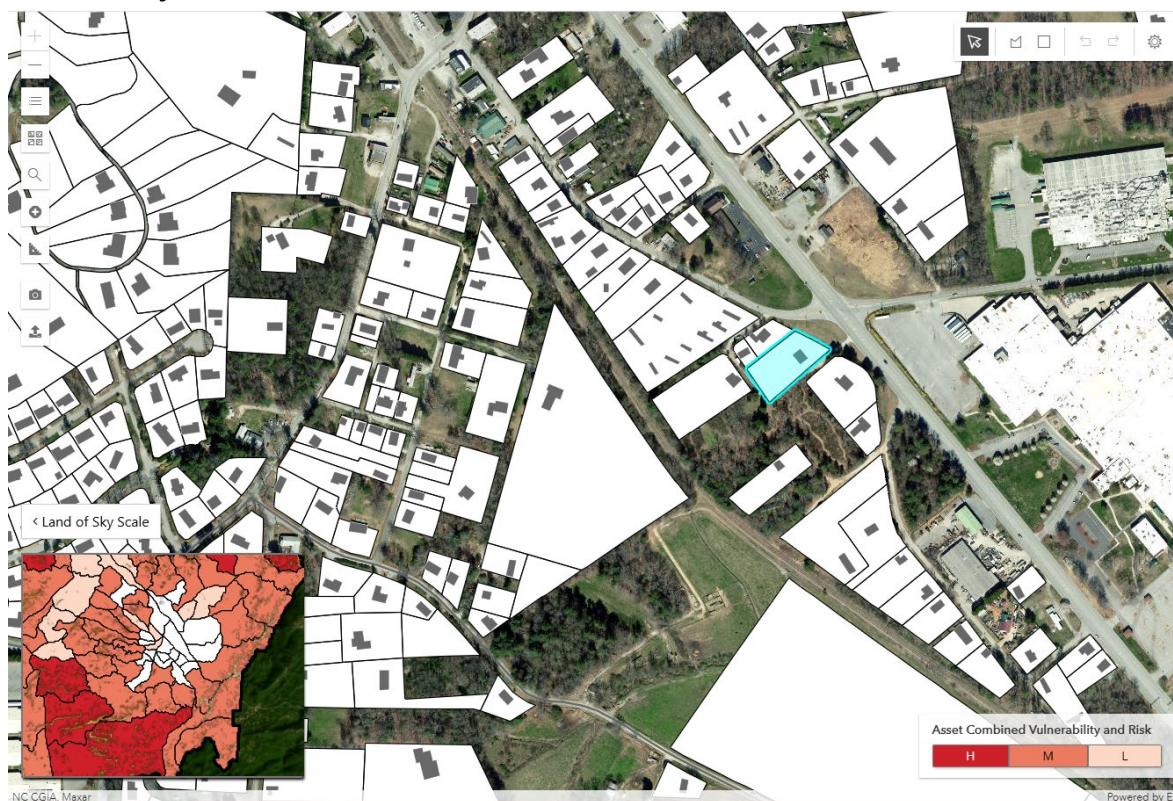 < Land of Sky Scale
Asset Combined Vulnerability and Risk
H M L
NC CGIA, Maxar
Powered by E